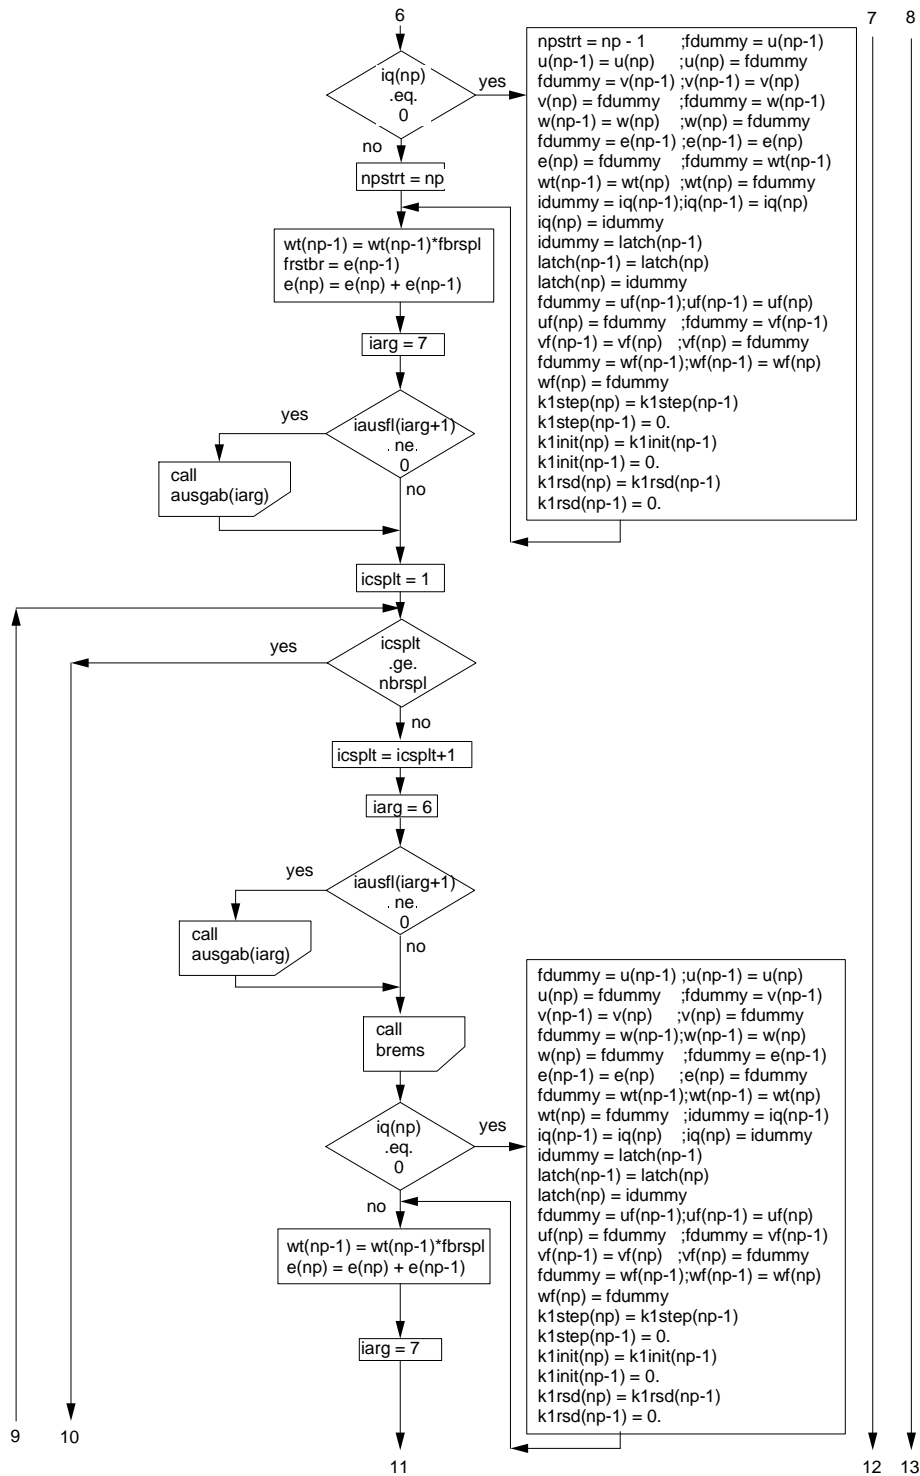 6
7
8
iq(np)
.eq.
0
yes
no
npstrt = np - 1 ;fdummy = u(np-1)
u(np-1) = u(np) ;u(np) = fdummy
fdummy = v(np-1) ;v(np-1) = v(np)
v(np) = fdummy ;fdummy = w(np-1)
w(np-1) = w(np) ;w(np) = fdummy
fdummy = e(np-1) ;e(np-1) = e(np)
e(np) = fdummy ;fdummy = wt(np-1)
wt(np-1) = wt(np) ;wt(np) = fdummy
idummy = iq(np-1);iq(np-1) = iq(np)
iq(np) = idummy
idummy = latch(np-1)
latch(np-1) = latch(np)
latch(np) = idummy
fdummy = uf(np-1);uf(np-1) = uf(np)
uf(np) = fdummy ;fdummy = vf(np-1)
vf(np-1) = vf(np) ;vf(np) = fdummy
fdummy = wf(np-1);wf(np-1) = wf(np)
wf(np) = fdummy
k1step(np) = k1step(np-1)
k1step(np-1) = 0.
k1init(np) = k1init(np-1)
k1init(np-1) = 0.
k1rsd(np) = k1rsd(np-1)
k1rsd(np-1) = 0.
npstrt = np
wt(np-1) = wt(np-1)*fbrspl
frstbr = e(np-1)
e(np) = e(np) + e(np-1)
iarg = 7
iausfl(iarg+1)
. ne.
0
yes
no
call
ausgab(iarg)
icsplt = 1
icsplt
.ge.
nbrspl
yes
no
icsplt = icsplt+1
iarg = 6
iausfl(iarg+1)
. ne.
0
yes
no
call
ausgab(iarg)
call
brems
iq(np)
.eq.
0
yes
no
fdummy = u(np-1) ;u(np-1) = u(np)
u(np) = fdummy ;fdummy = v(np-1)
v(np-1) = v(np) ;v(np) = fdummy
fdummy = w(np-1);w(np-1) = w(np)
w(np) = fdummy ;fdummy = e(np-1)
e(np-1) = e(np) ;e(np) = fdummy
fdummy = wt(np-1);wt(np-1) = wt(np)
wt(np) = fdummy ;idummy = iq(np-1)
iq(np-1) = iq(np) ;iq(np) = idummy
idummy = latch(np-1)
latch(np-1) = latch(np)
latch(np) = idummy
fdummy = uf(np-1);uf(np-1) = uf(np)
uf(np) = fdummy ;fdummy = vf(np-1)
vf(np-1) = vf(np) ;vf(np) = fdummy
fdummy = wf(np-1);wf(np-1) = wf(np)
wf(np) = fdummy
k1step(np) = k1step(np-1)
k1step(np-1) = 0.
k1init(np) = k1init(np-1)
k1init(np-1) = 0.
k1rsd(np) = k1rsd(np-1)
k1rsd(np-1) = 0.
wt(np-1) = wt(np-1)*fbrspl
e(np) = e(np) + e(np-1)
iarg = 7
9
10
11
12
13